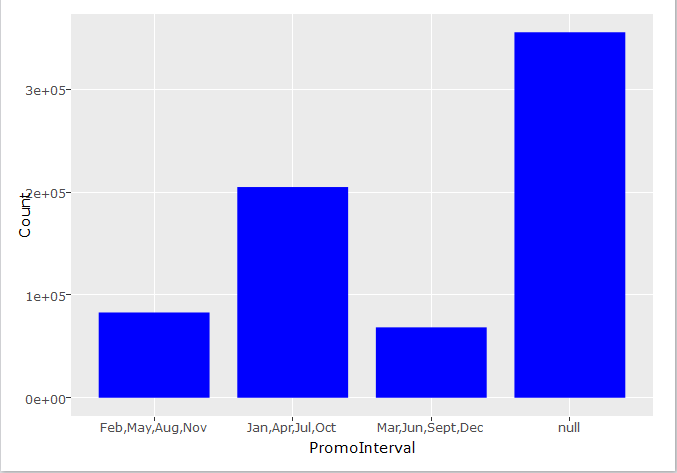 3e+05
2e+05
1e+05
0e+00
Count
Feb,May,Aug,Nov
Jan,Apr,Jul,Oct
Mar,Jun,Sept,Dec
null
PromoInterval